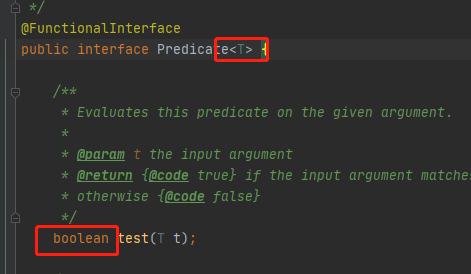 */
@FunctionalInterface
public interface Predicate<T> {
/**
* Evaluates this predicate on the given argument.
*
* @param t the input argument
* @return {@code true} if the input argument matches
* otherwise {@code false}
*/
boolean test(T t);